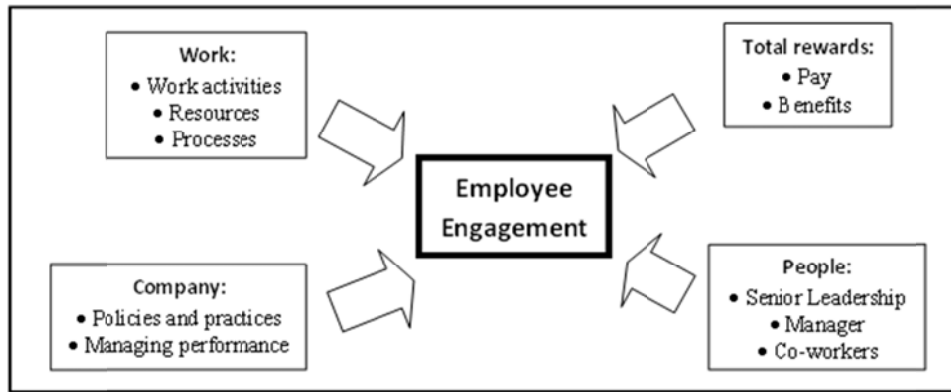 Work:
• Work activities
• Resources
• Processes
Total rewards:
• Pay
• Benefits
Employee
Engagement
Company:
• Policies and practices
• Managing performance
People:
• Senior Leadership
• Manager
• Co-workers